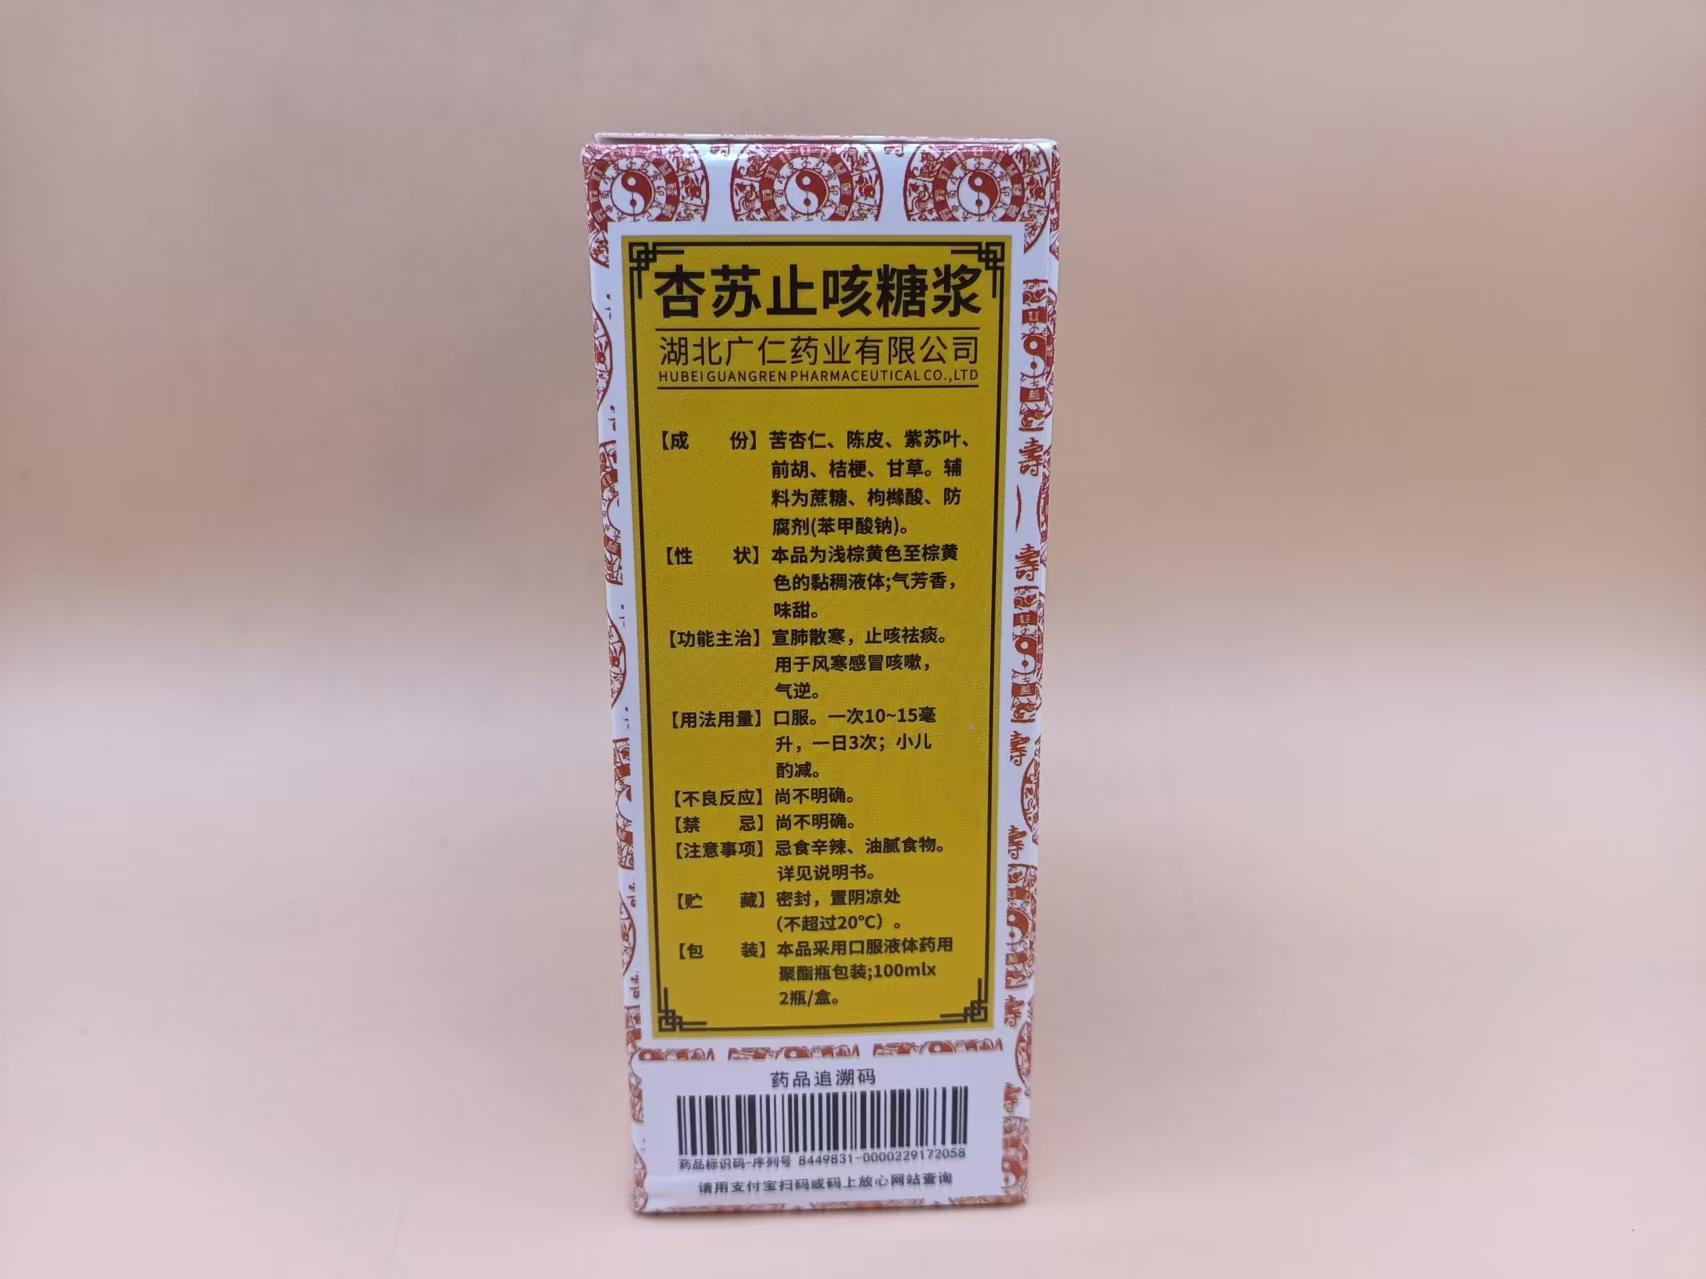 杏苏止咳糖浆
湖北广仁药业有限公司
HUBEI GUANGREN PHARMACEUTICAL CO.,LTD
【成 份】苦杏仁、陈皮、紫苏叶、
前胡、桔梗、甘草。辅
料为蔗糖、枸橼酸、防
腐剂(苯甲酸钠)。
【性 状】本品为浅棕黄色至棕黄
色的黏稠液体;气芳香，
味甜。
【功能主治】宣肺散寒，止咳祛痰。
用于风寒感冒咳嗽，
气逆。
【用法用量】口服。一次10~15毫
升，一日3次；小儿
酌减。
【不良反应】尚不明确。
【禁 忌】尚不明确。
【注意事项】忌食辛辣、油腻食物。
详见说明书。
【贮 藏】密封，置阴凉处
（不超过20℃）。
【包 装】本品采用口服液体药用
聚酯瓶包装;100mlx
2瓶/盒。
药品追溯码
药品标识码-序列号 8449831-0000229172058
请用支付宝扫码或码上放心网站查询